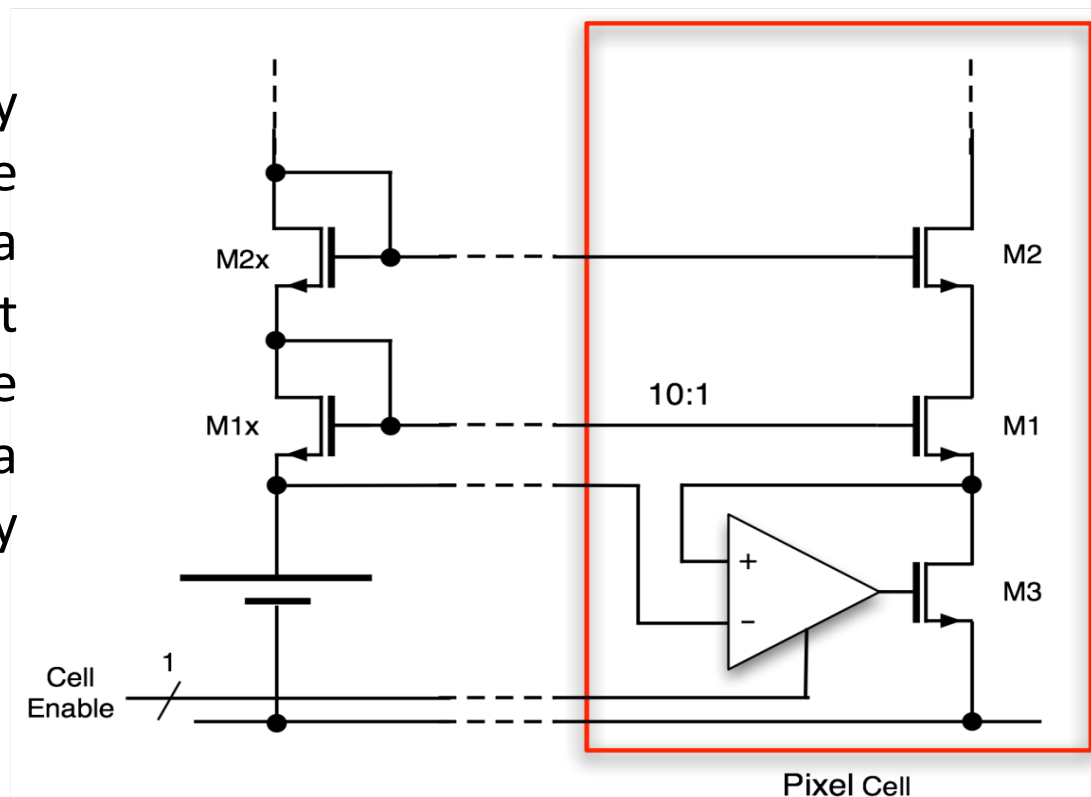 y
e
a
t
e
a
y
M2x
M2
10:1
M1x
M1
+
−
M3
1
Cell
Enable
Pixel Cell